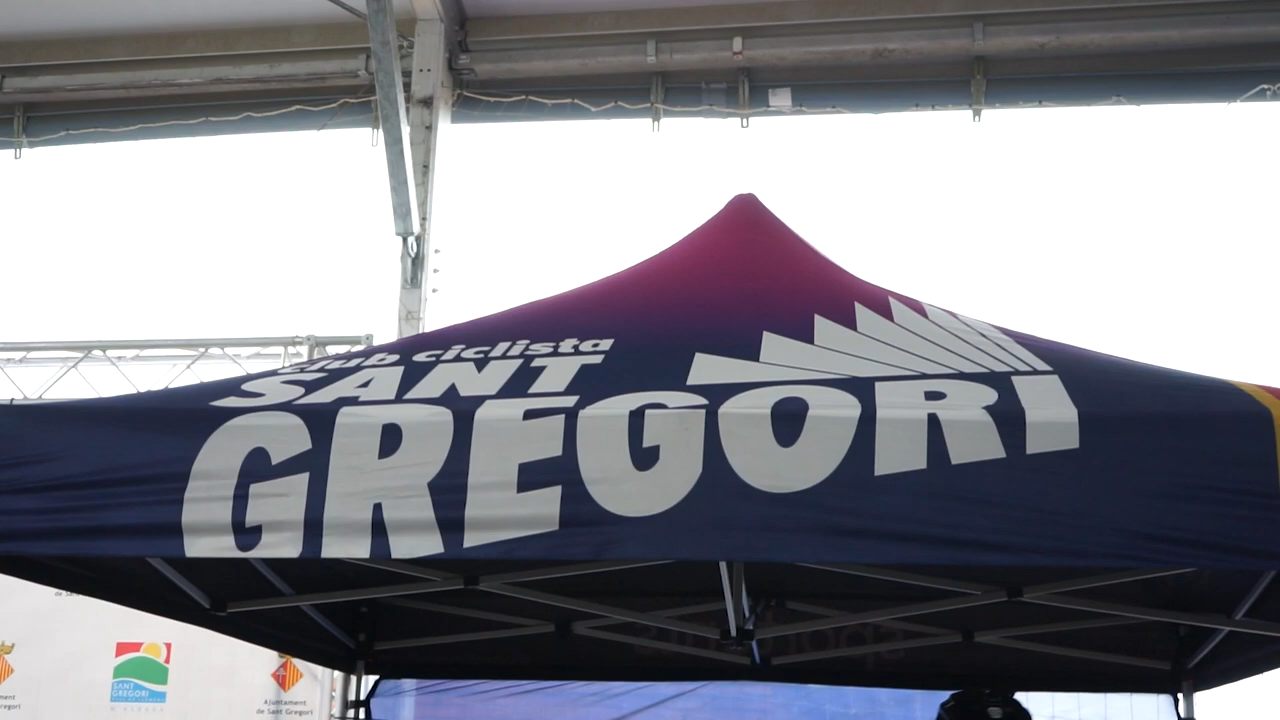 club ciclista
SANT
GREGORI
SANT
GREGORI
Ajuntament
de Sant Gregori